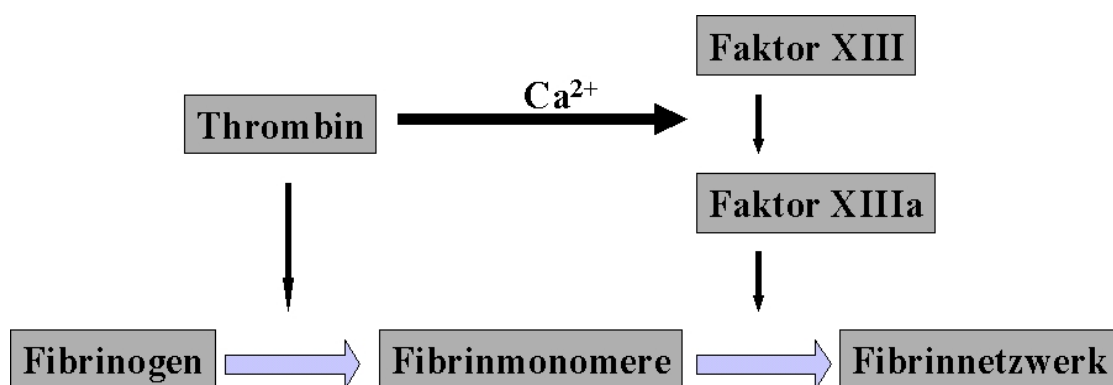 Faktor XIII
Ca²⁺
Thrombin
Faktor XIIIa
Fibrinogen
Fibrinmonomere
Fibrinnetzwerk